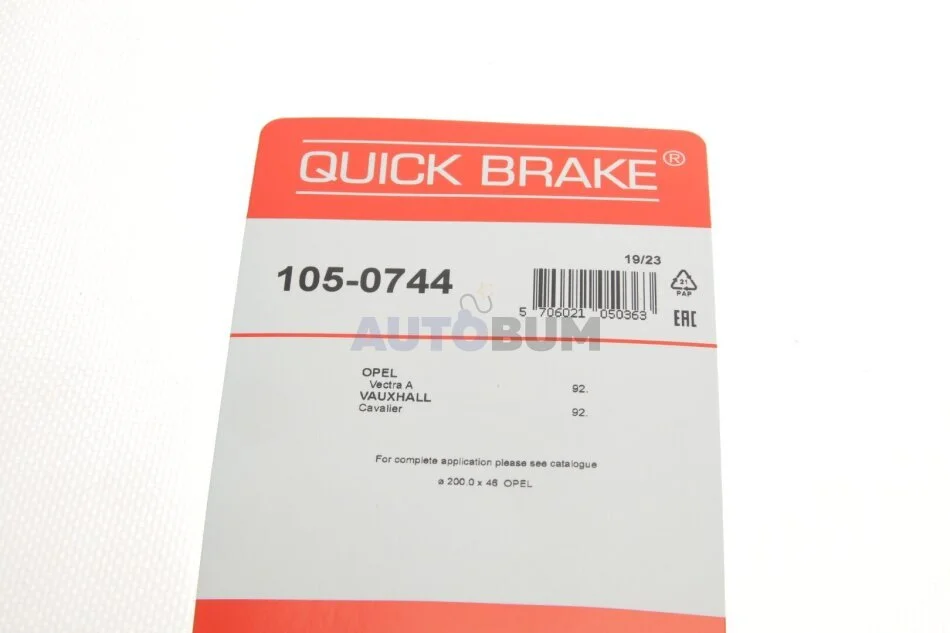 QUICK BRAKE®
19/23
105-0744
5 706021 050363
21
PAP
EAC
AUTOBUM
OPEL
Vectra A 92.
VAUXHALL
Cavalier 92.
For complete application please see catalogue
ø 200.0 x 46 OPEL